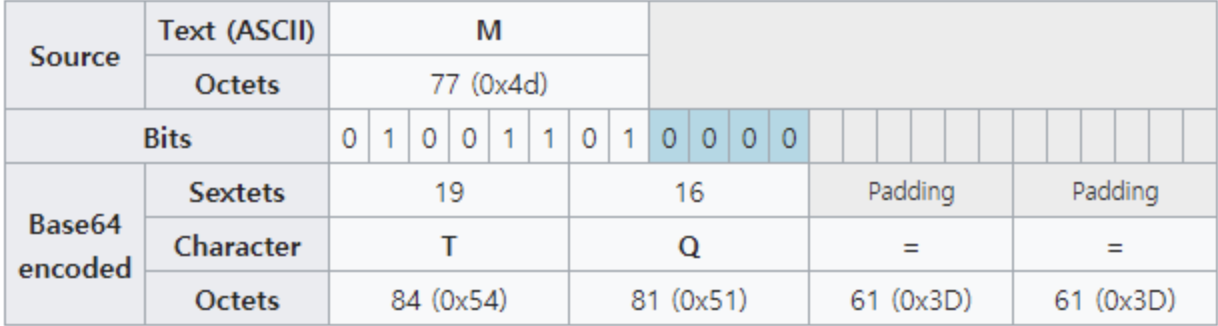 Source Text (ASCII) M
Octets 77 (0x4d)
Bits 0 1 0 0 1 1 0 1 0 0 0 0
Base64 encoded Sextets 19 16 Padding Padding
Character T Q = =
Octets 84 (0x54) 81 (0x51) 61 (0x3D) 61 (0x3D)